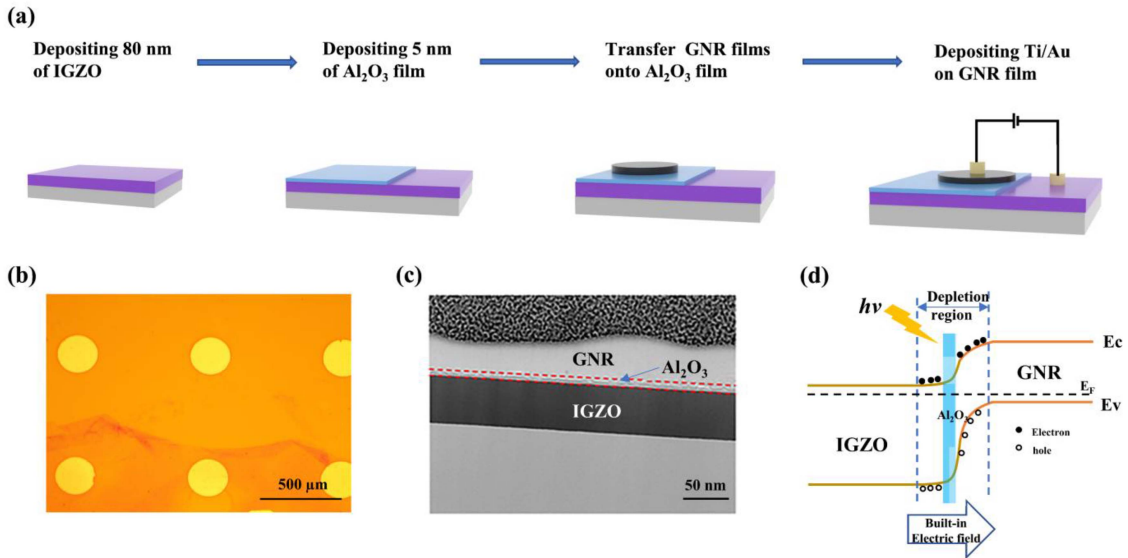 (a)
Depositing 80 nm
of IGZO
Depositing 5 nm
of Al₂O₃ film
Transfer GNR films
onto Al₂O₃ film
Depositing Ti/Au
on GNR film
(b)
500 µm
(c)
GNR
Al₂O₃
IGZO
50 nm
(d)
hν
Depletion
region
Ec
GNR
E_F
Ev
Al₂O₃
IGZO
Electron
hole
Built-in
Electric field